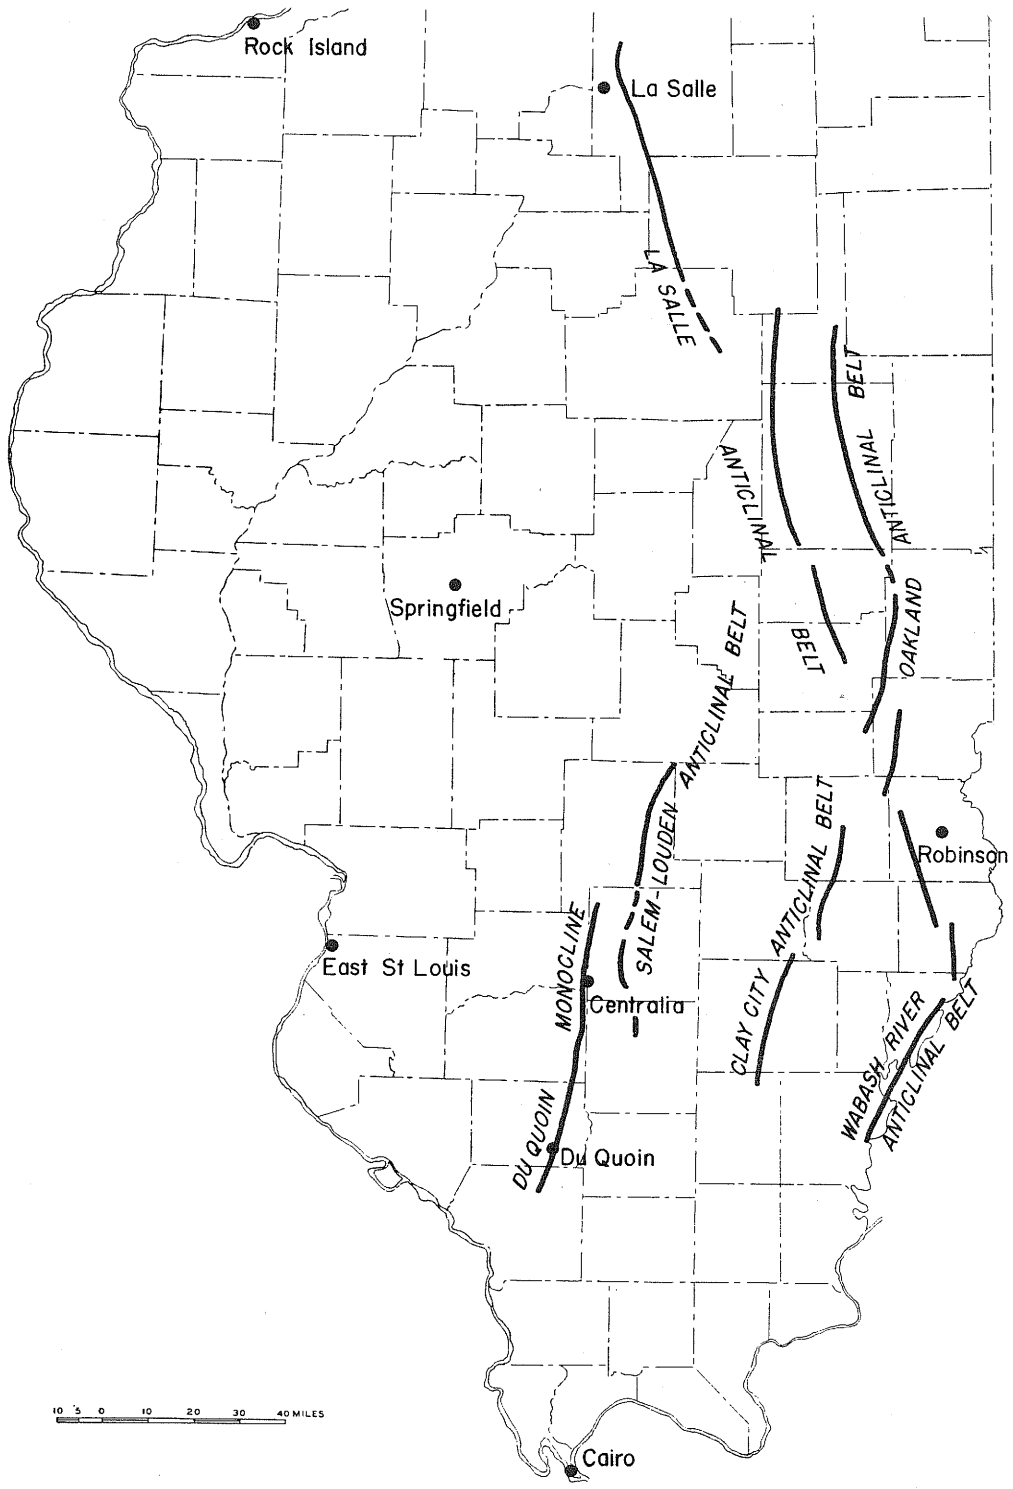 Rock Island
La Salle
LA SALLE
ANTICLINAL
BELT
OAKLAND
ANTICLINAL
BELT
Springfield
SALEM-LOUDEN ANTICLINAL BELT
CLAY CITY ANTICLINAL BELT
Robinson
East St Louis
Centralia
DU QUOIN MONOCLINE
WABASH RIVER
ANTICLINAL BELT
Du Quoin
10 5 0 10 20 30 40 MILES
Cairo